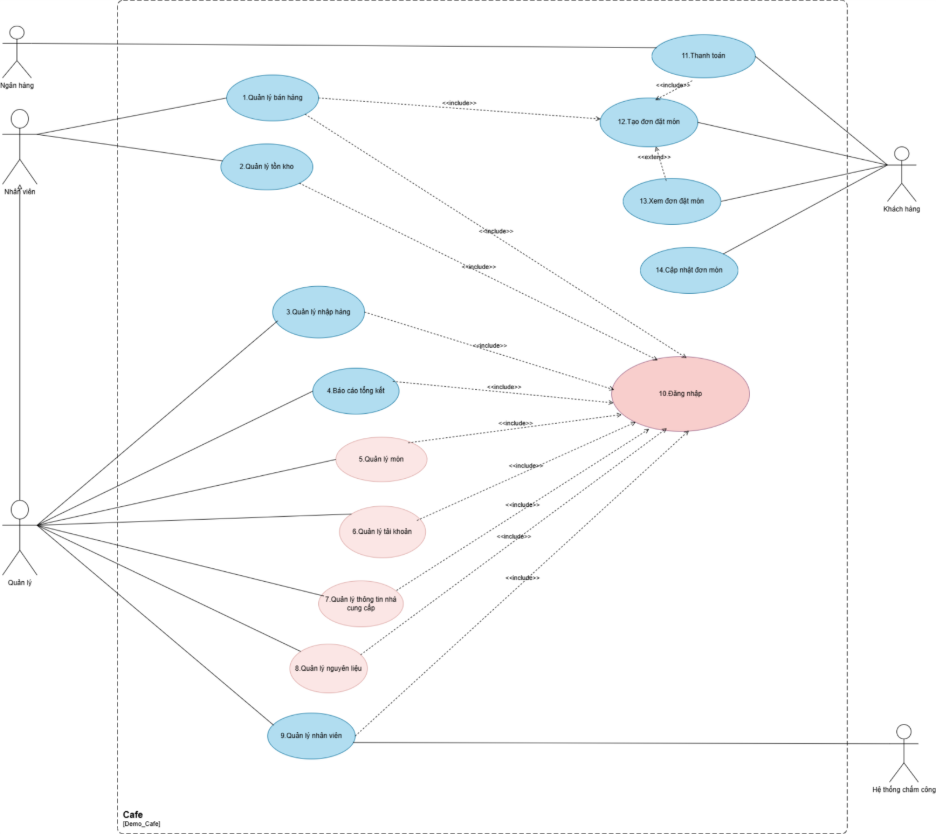 Ngân hàng
11.Thanh toán
<<include>>
1.Quản lý bán hàng
<<include>>
12.Tạo đơn đặt món
<<extend>>
2.Quản lý tồn kho
Nhân viên
13.Xem đơn đặt món
Khách hàng
<<include>>
<<include>>
14.Cập nhật đơn món
3.Quản lý nhập hàng
<<include>>
4.Báo cáo tổng kết
<<include>>
10.Đăng nhập
<<include>>
5.Quản lý món
<<include>>
6.Quản lý tài khoản
<<include>>
<<include>>
Quản lý
<<include>>
7.Quản lý thông tin nhà
cung cấp
8.Quản lý nguyên liệu
9.Quản lý nhân viên
Hệ thống chấm công
Cafe
[Demo_Cafe]